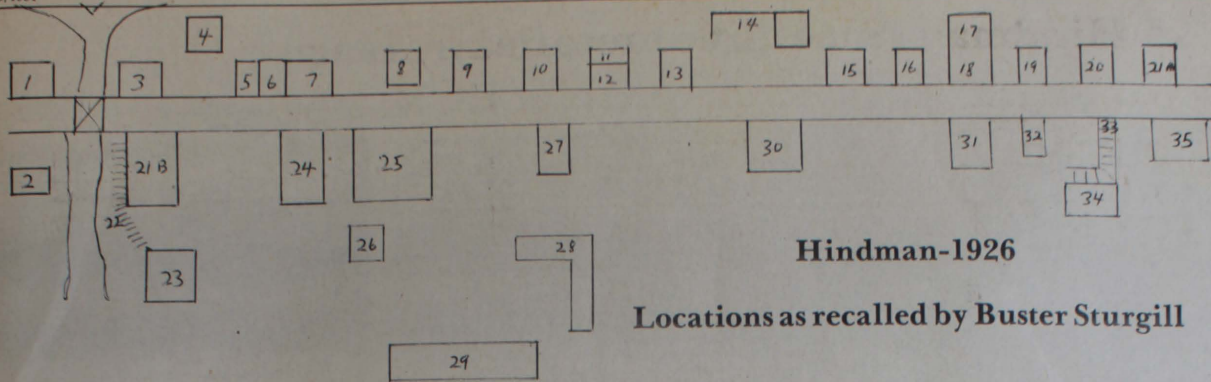 4 14 17
1 3 5 6 7 8 9 10 11 12 13 15 16 18 19 20 21A
2 21B 24 25 27 30 31 32 33 35
22 34
23 26 28
29
Hindman-1926
Locations as recalled by Buster Sturgill